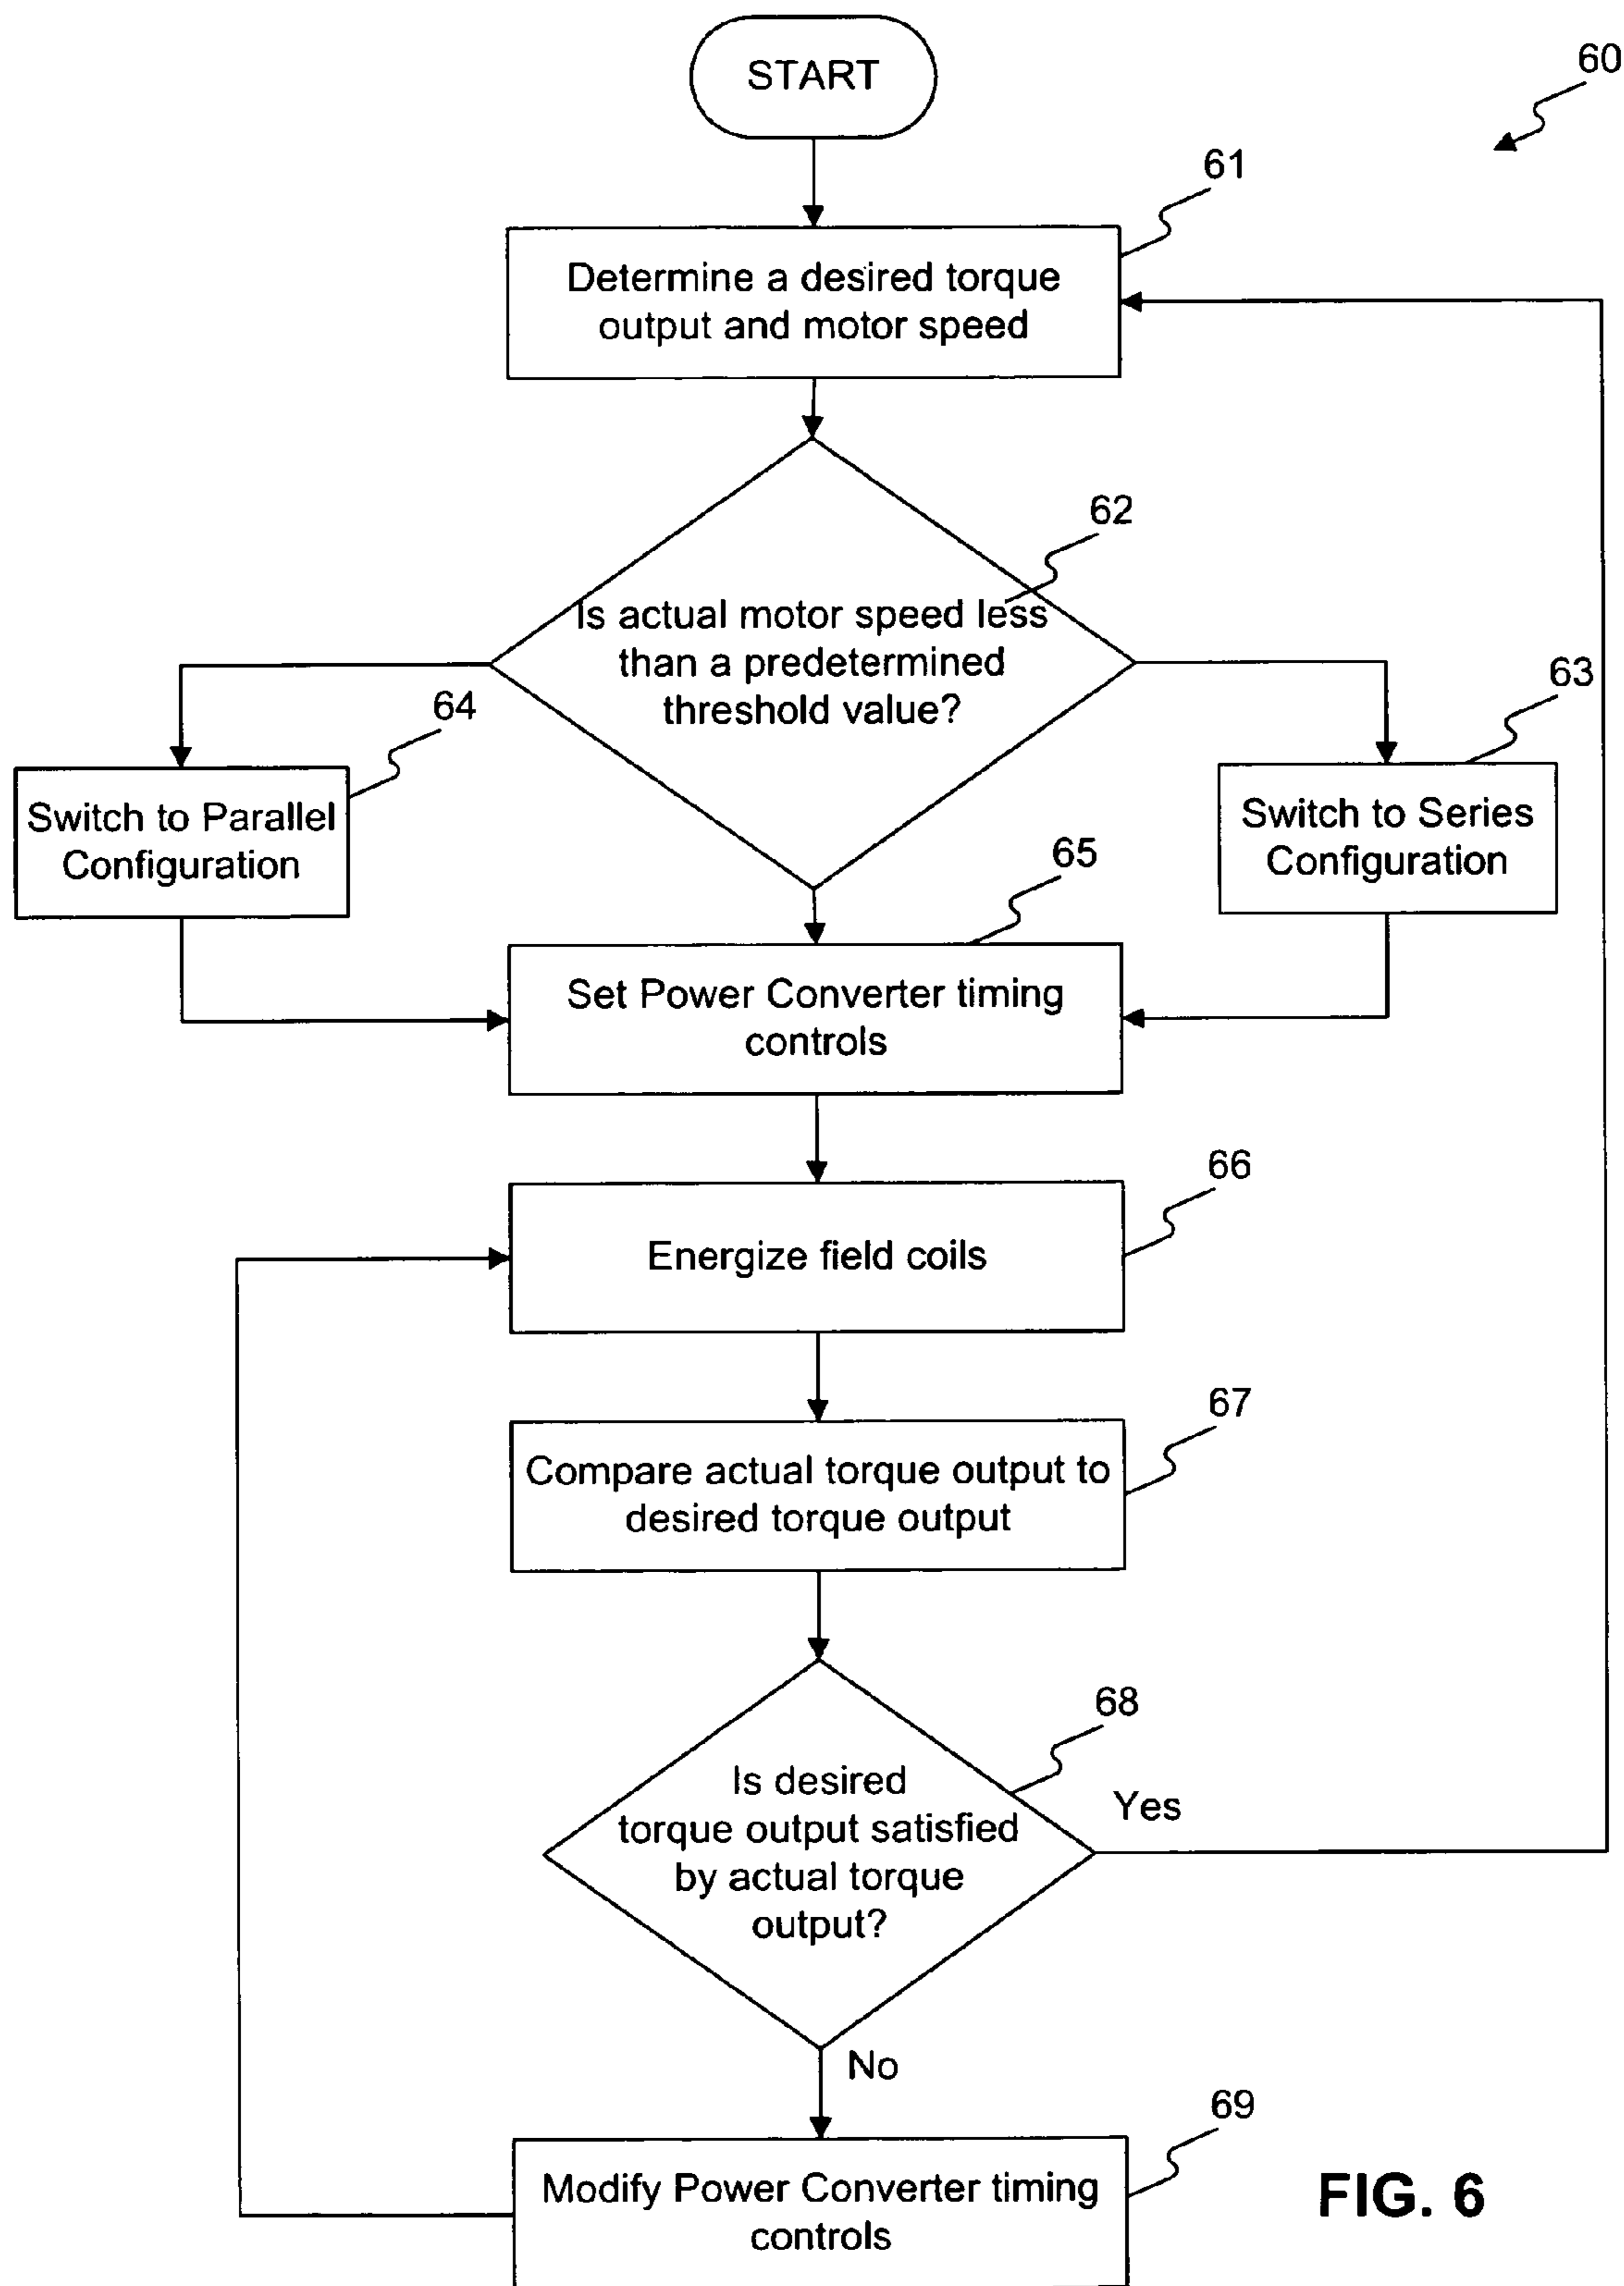 START
60
61
Determine a desired torque
output and motor speed
62
Is actual motor speed less
than a predetermined
threshold value?
63
64
Switch to Parallel
Configuration
Switch to Series
Configuration
65
Set Power Converter timing
controls
66
Energize field coils
67
Compare actual torque output to
desired torque output
68
Is desired
torque output satisfied
by actual torque
output?
Yes
No
69
Modify Power Converter timing
controls
FIG. 6